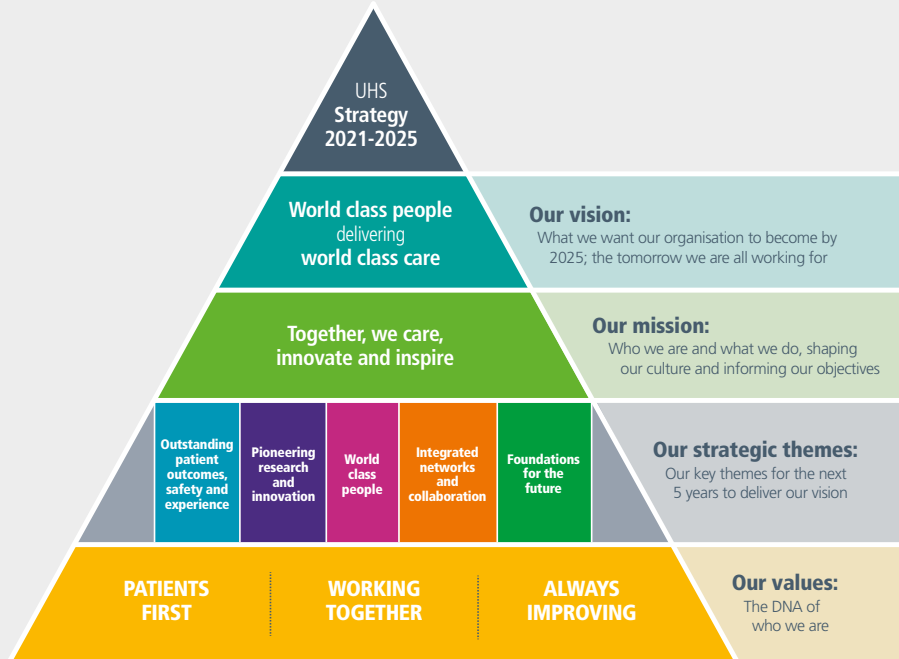 UHS
Strategy
2021-2025
World class people
delivering
world class care
Our vision:
What we want our organisation to become by
2025; the tomorrow we are all working for
Together, we care,
innovate and inspire
Our mission:
Who we are and what we do, shaping
our culture and informing our objectives
Outstanding
patient
outcomes,
safety and
experience
Pioneering
research
and
innovation
World
class
people
Integrated
networks
and
collaboration
Foundations
for the
future
Our strategic themes:
Our key themes for the next
5 years to deliver our vision
PATIENTS
FIRST
WORKING
TOGETHER
ALWAYS
IMPROVING
Our values:
The DNA of
who we are